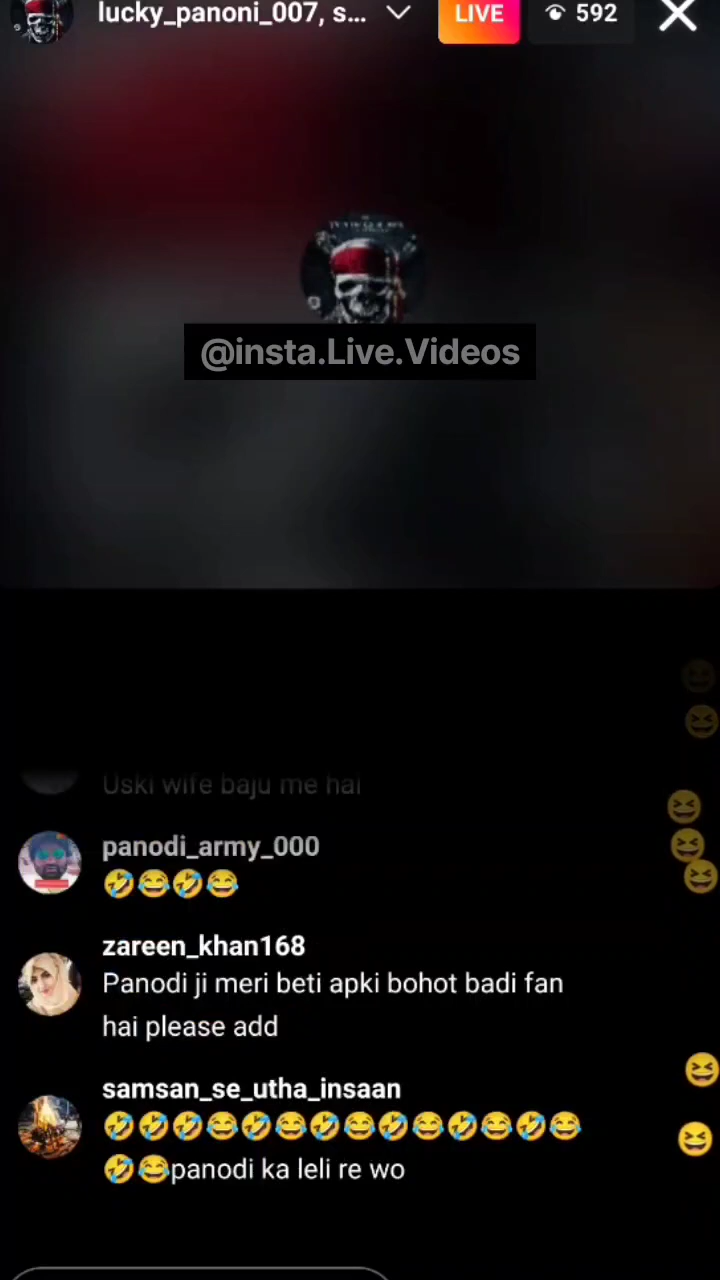 lucky_panoni_007, s...
LIVE
592
@insta.Live.Videos
Uski wife baju me hai
panodi_army_000
🤣😂🤣😂
zareen_khan168
Panodi ji meri beti apki bohot badi fan
hai please add
samsan_se_utha_insaan
🤣🤣🤣😂🤣😂🤣😂🤣😂🤣😂🤣😂
🤣😂panodi ka leli re wo